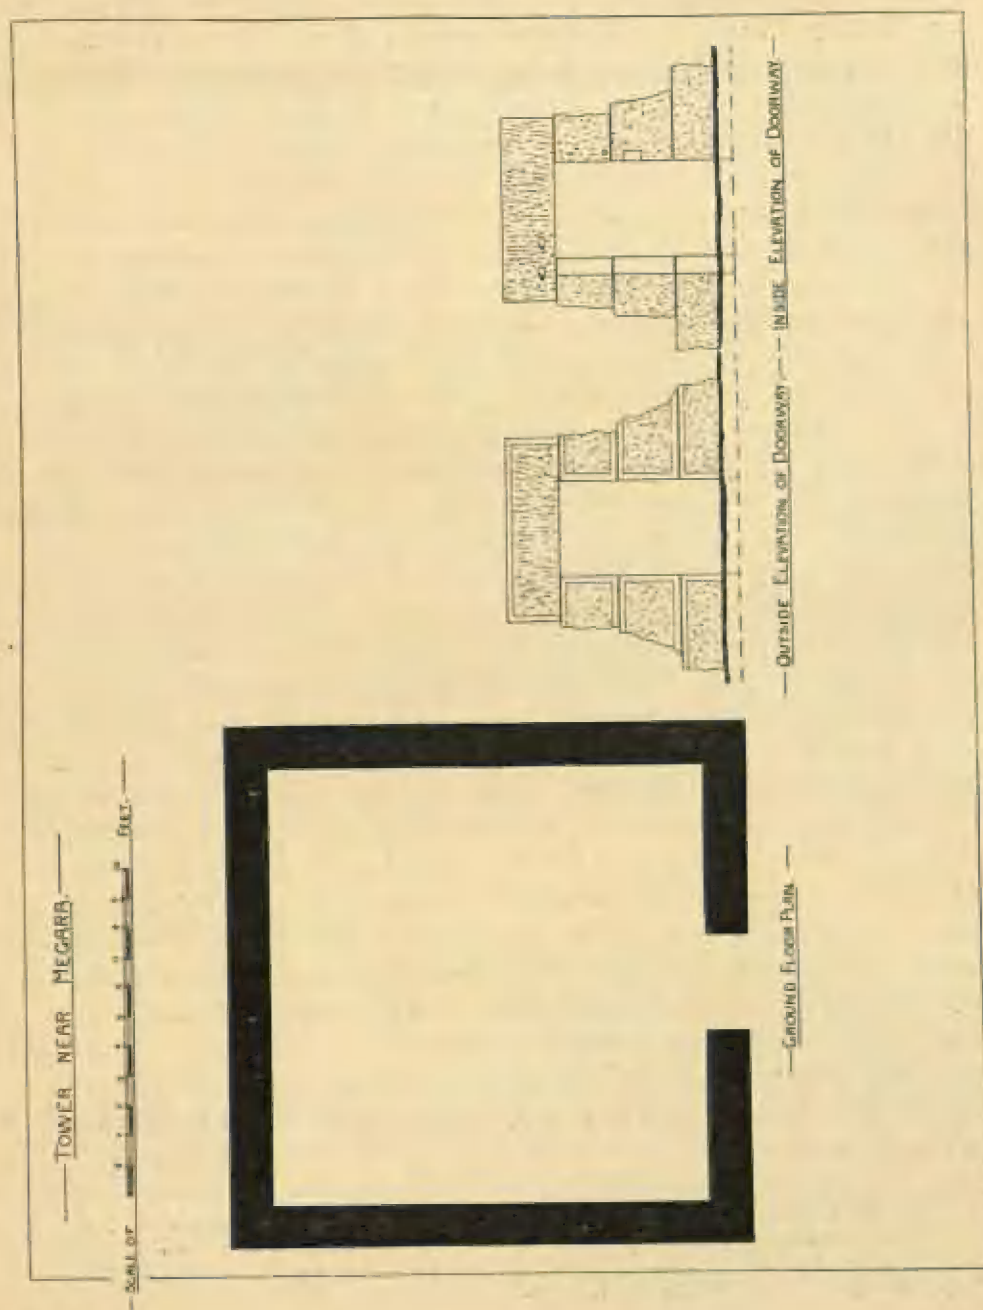 — TOWER NEAR MEGARA. —
— SCALE OF
FEET. —
— GROUND FLOOR PLAN —
— OUTSIDE ELEVATION OF DOORWAY —
— INSIDE ELEVATION OF DOORWAY —